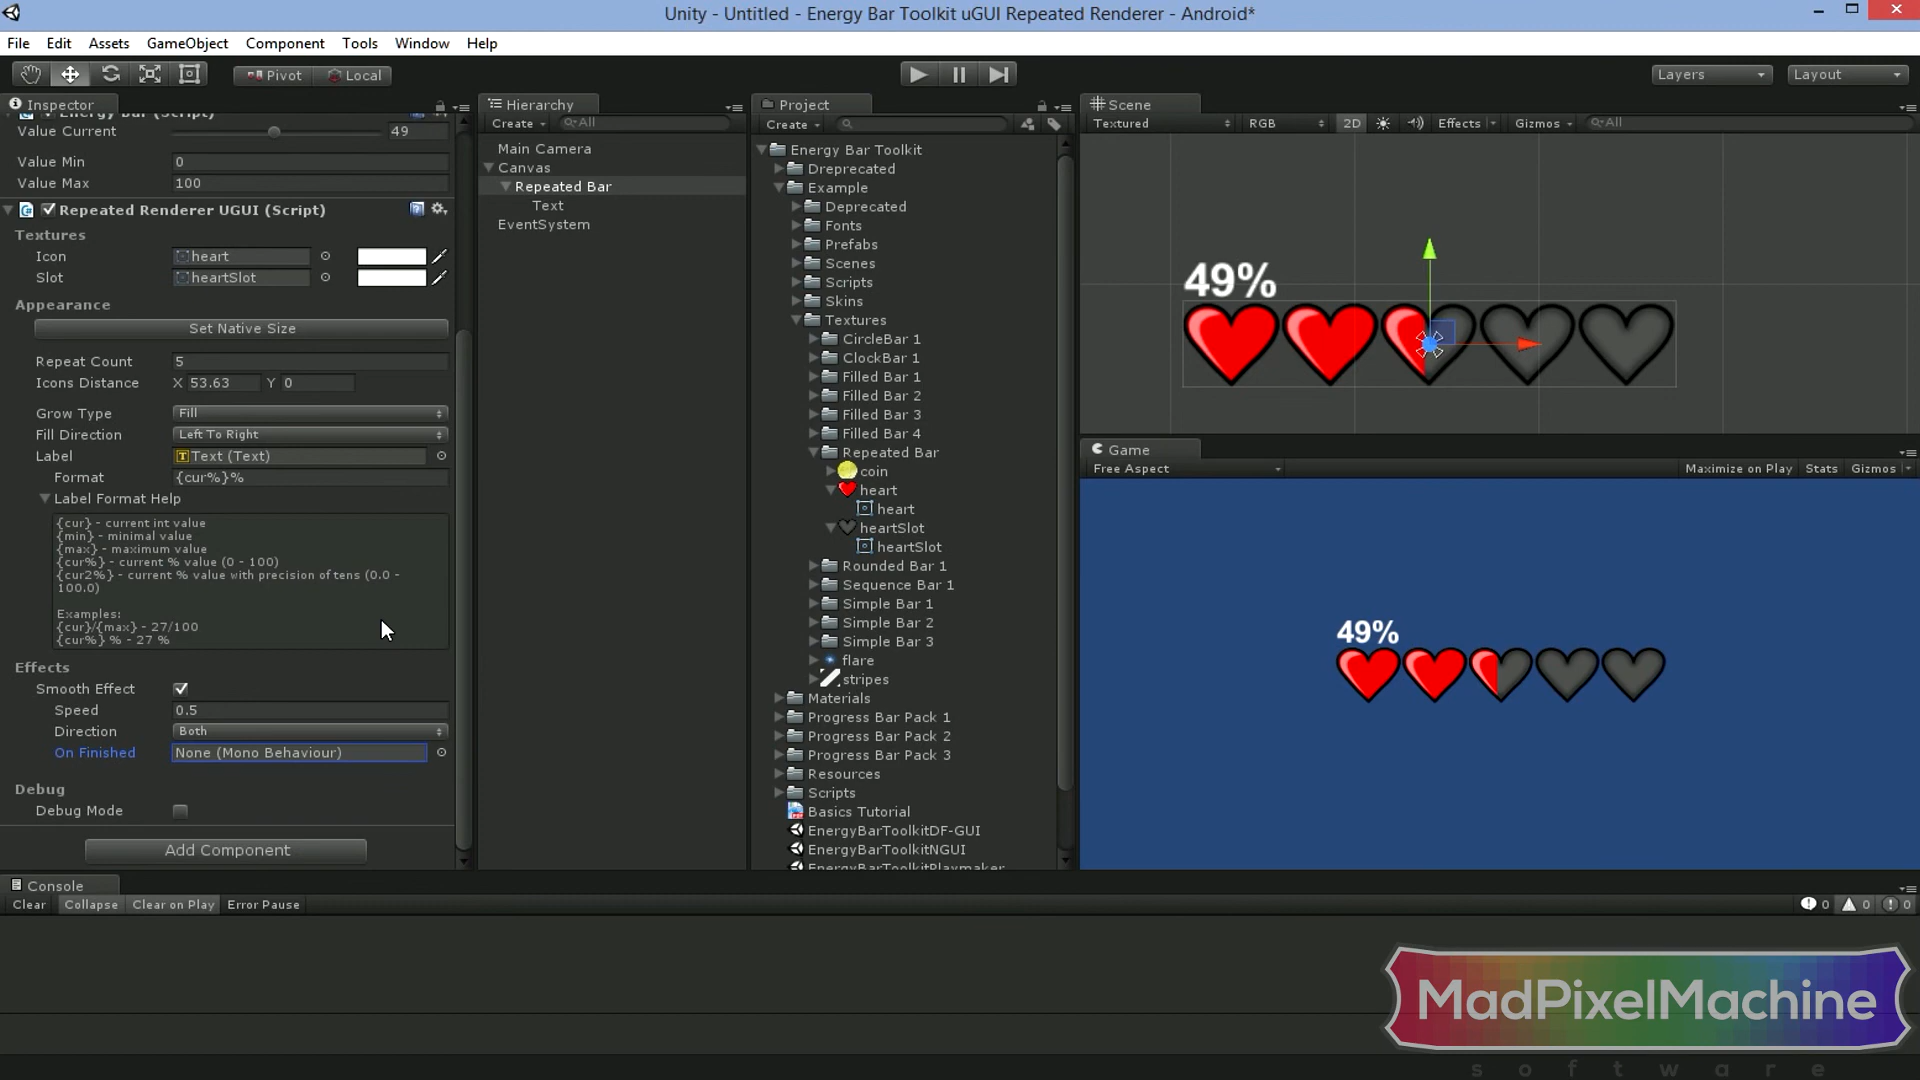 Unity - Untitled - Energy Bar Toolkit uGUI Repeated Renderer - Android*
File Edit Assets GameObject Component Tools Window Help
Pivot Local
Layers Layout
Inspector
Energy Bar (Script)
Value Current 49
Value Min 0
Value Max 100
Repeated Renderer UGUI (Script)
Textures
Icon heart
Slot heartSlot
Appearance
Set Native Size
Repeat Count 5
Icons Distance X 53.63 Y 0
Grow Type Fill
Fill Direction Left To Right
Label Text (Text)
Format {cur%}%
Label Format Help
{cur} - current int value
{min} - minimal value
{max} - maximum value
{cur%} - current % value (0 - 100)
{cur2%} - current % value with precision of tens (0.0 -
100.0)
Examples:
{cur}/{max} - 27/100
{cur%} % - 27 %
Effects
Smooth Effect
Speed 0.5
Direction Both
On Finished None (Mono Behaviour)
Debug
Debug Mode
Add Component
Hierarchy
Create All
Main Camera
Canvas
Repeated Bar
Text
EventSystem
Project
Create
Energy Bar Toolkit
Dreprecated
Example
Deprecated
Fonts
Prefabs
Scenes
Scripts
Skins
Textures
CircleBar 1
ClockBar 1
Filled Bar 1
Filled Bar 2
Filled Bar 3
Filled Bar 4
Repeated Bar
coin
heart
heart
heartSlot
heartSlot
Rounded Bar 1
Sequence Bar 1
Simple Bar 1
Simple Bar 2
Simple Bar 3
flare
stripes
Materials
Progress Bar Pack 1
Progress Bar Pack 2
Progress Bar Pack 3
Resources
Scripts
Basics Tutorial
EnergyBarToolkitDF-GUI
EnergyBarToolkitNGUI
EnergyBarToolkitPlaymaker
Scene
Textured RGB 2D Effects Gizmos All
49%
Game
Free Aspect Maximize on Play Stats Gizmos
49%
Console
Clear Collapse Clear on Play Error Pause 0 0 0
MadPixelMachine
software